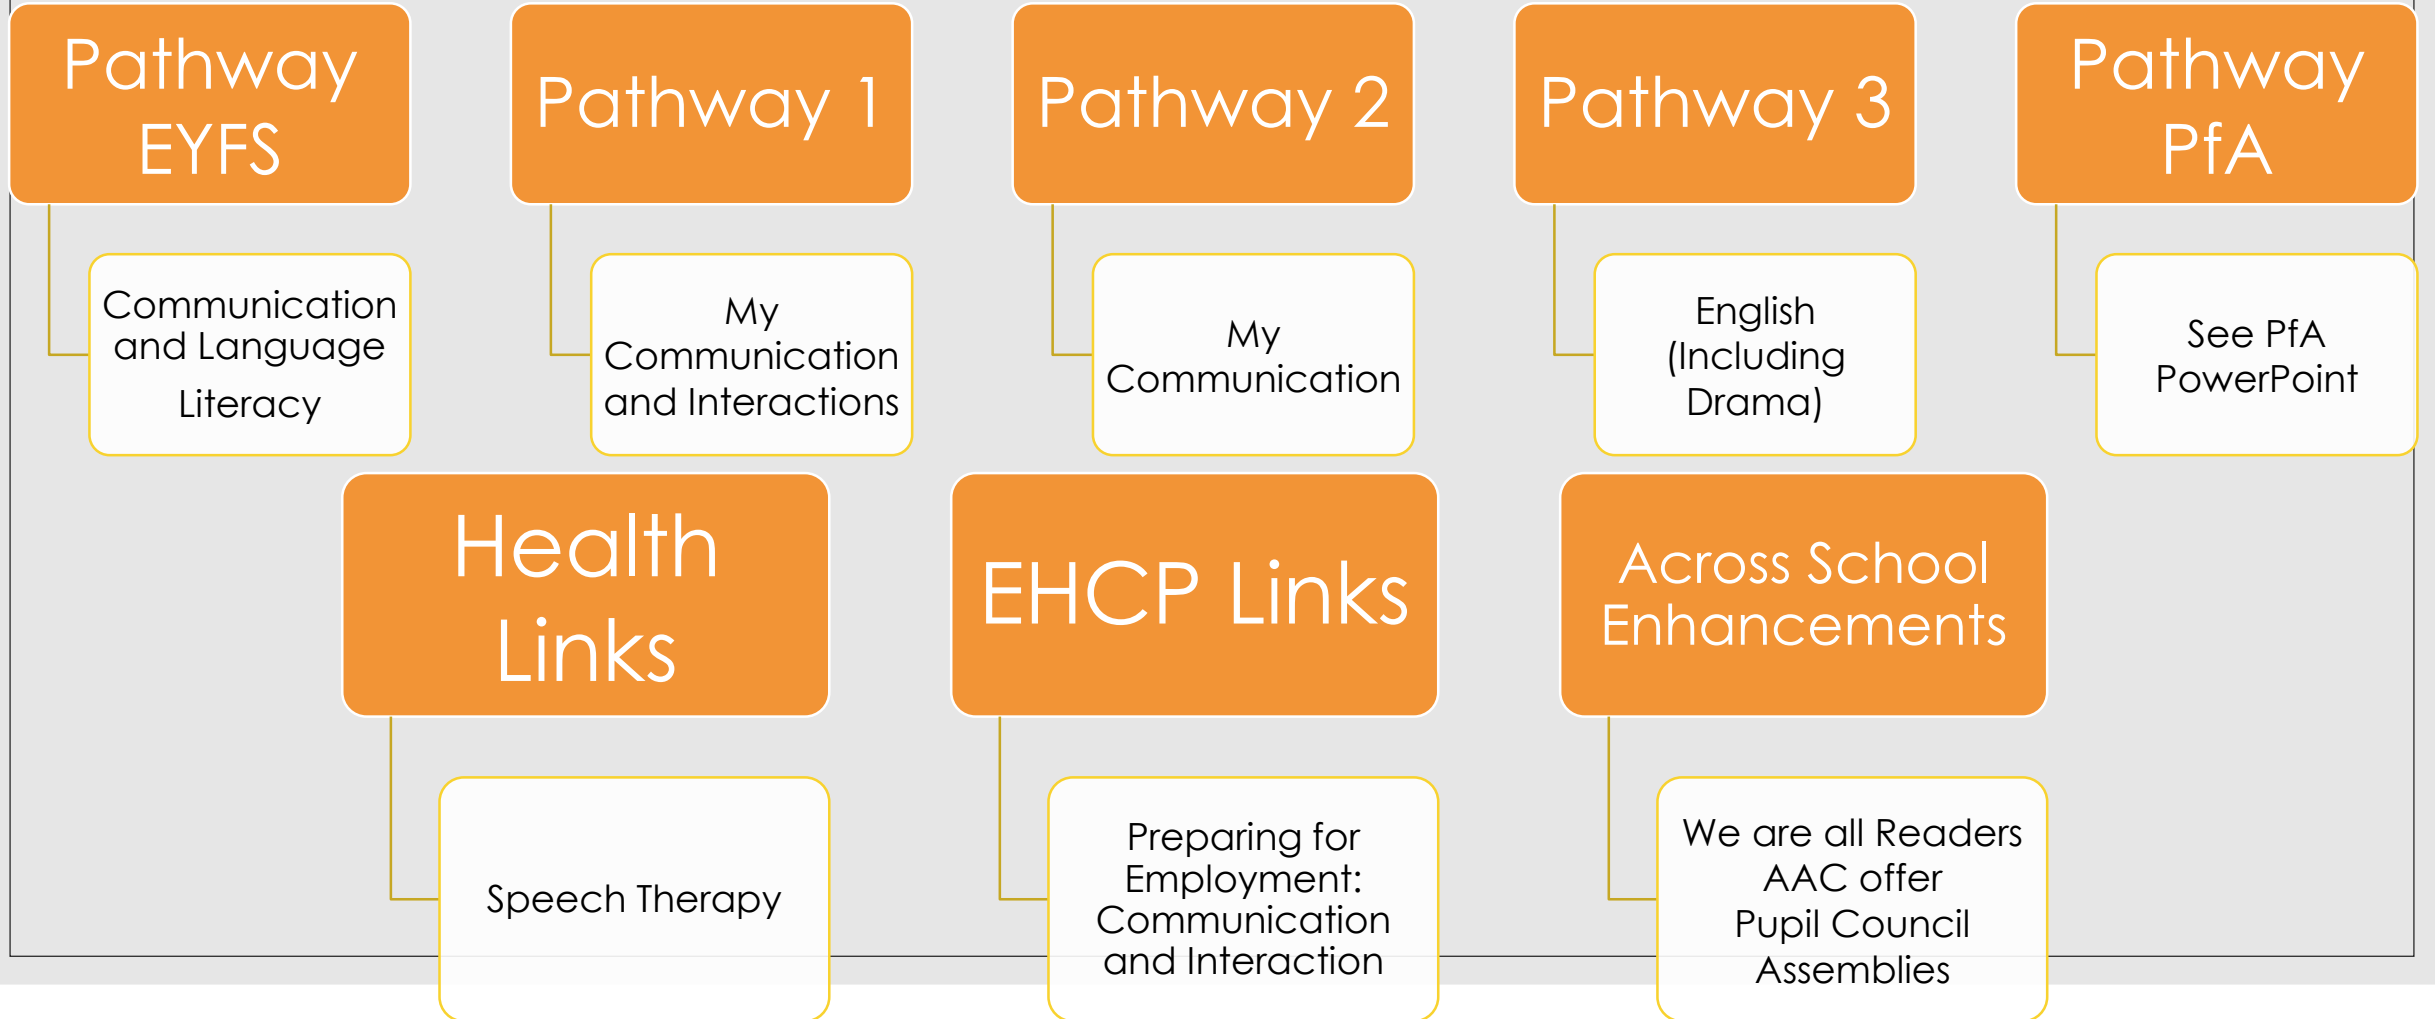 Pathway
EYFS
Pathway 1
Pathway 2
Pathway 3
Pathway
PfA
Communication
and Language
Literacy
My
Communication
and Interactions
My
Communication
English
(Including
Drama)
See PfA
PowerPoint
Health
Links
EHCP Links
Across School
Enhancements
Speech Therapy
Preparing for
Employment:
Communication
and Interaction
We are all Readers
AAC offer
Pupil Council
Assemblies